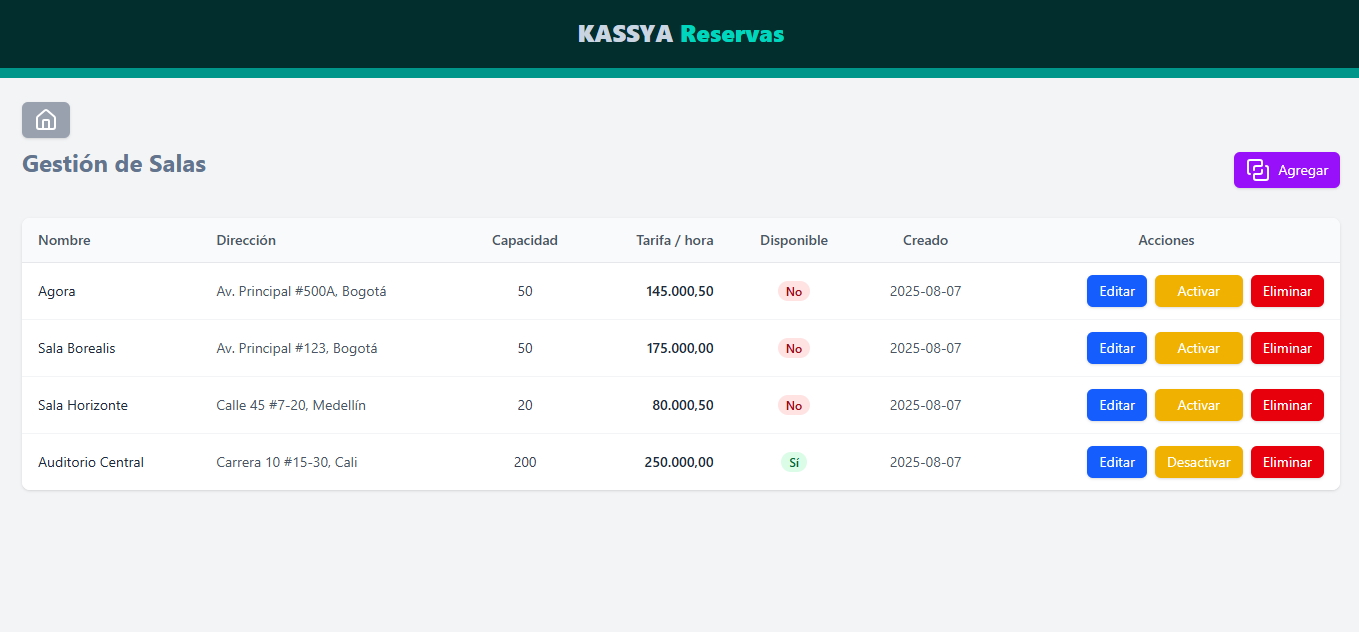 KASSYA Reservas
Gestión de Salas
Agregar
Nombre Dirección Capacidad Tarifa / hora Disponible Creado Acciones
Agora Av. Principal #500A, Bogotá 50 145.000,50 No 2025-08-07 Editar Activar Eliminar
Sala Borealis Av. Principal #123, Bogotá 50 175.000,00 No 2025-08-07 Editar Activar Eliminar
Sala Horizonte Calle 45 #7-20, Medellín 20 80.000,50 No 2025-08-07 Editar Activar Eliminar
Auditorio Central Carrera 10 #15-30, Cali 200 250.000,00 Sí 2025-08-07 Editar Desactivar Eliminar